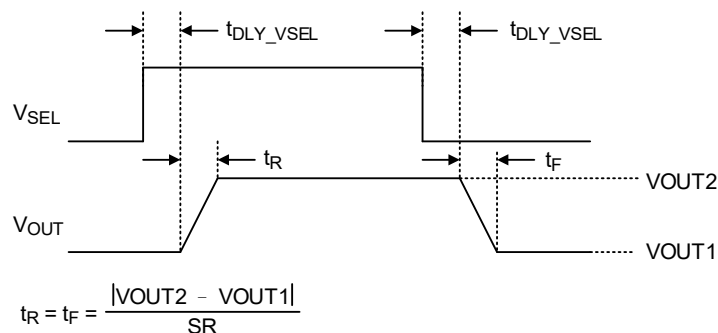 tDLY_VSEL tDLY_VSEL
VSEL
tR tF
VOUT2
VOUT
VOUT1
tR = tF = |VOUT2 - VOUT1|
SR